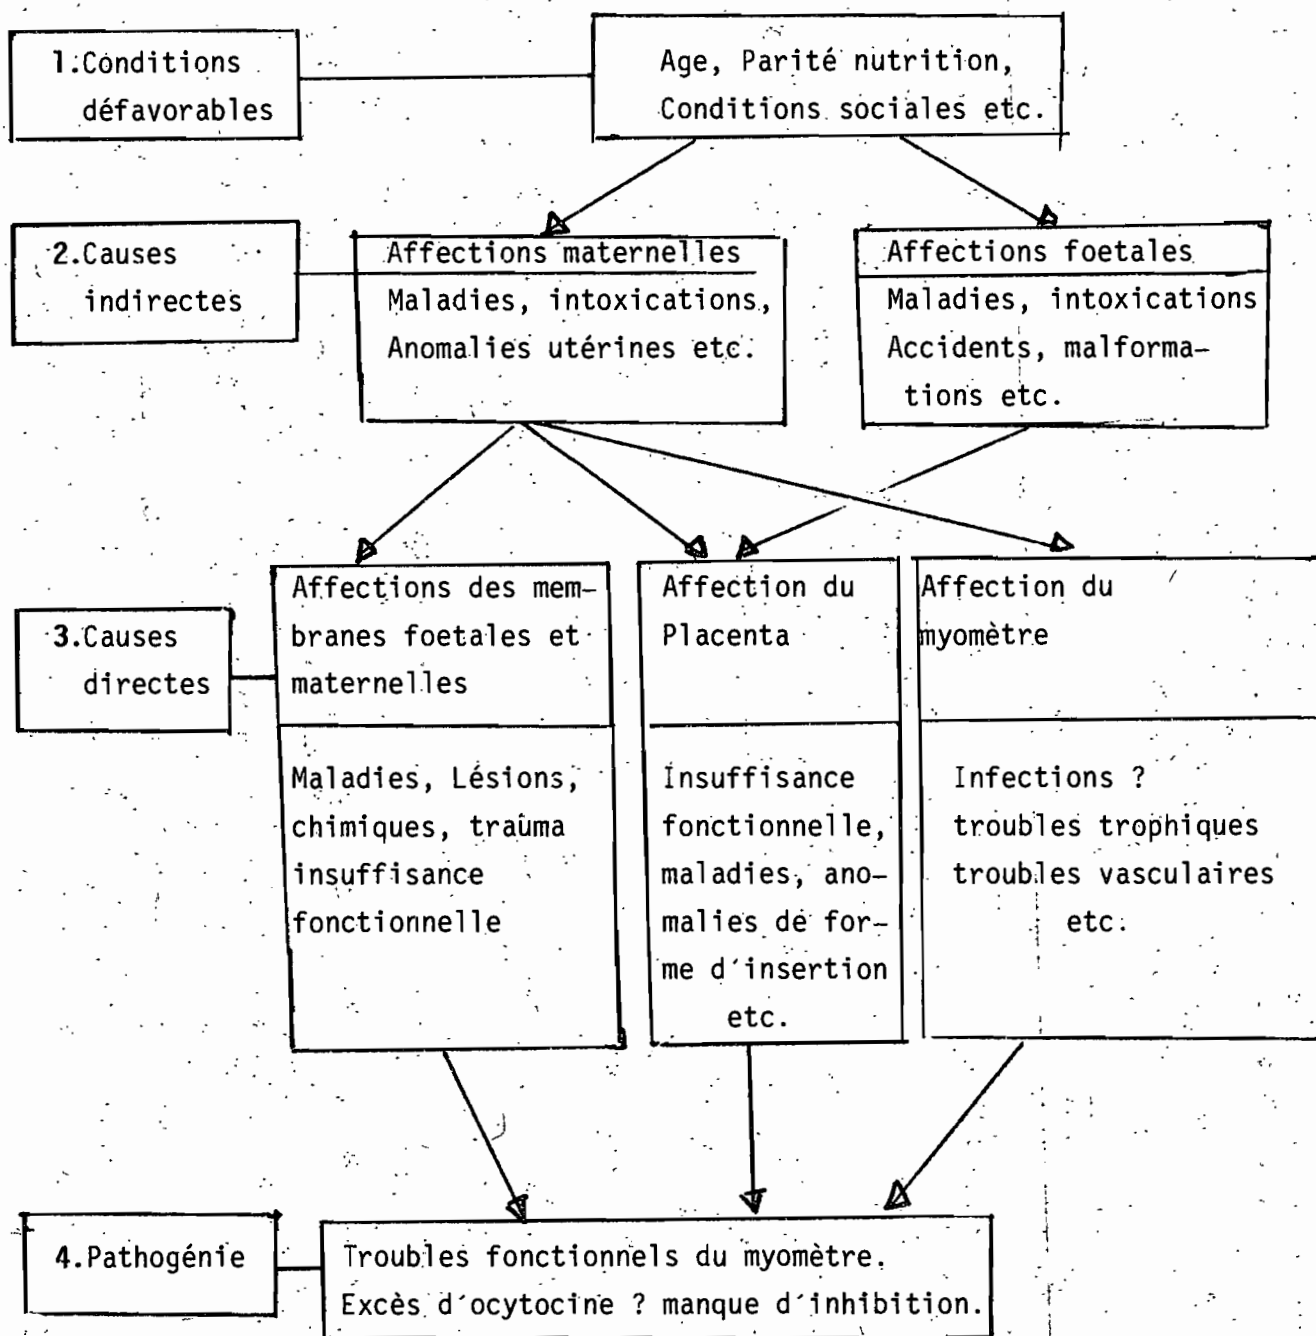 1.Conditions
défavorables
Age, Parité nutrition,
Conditions sociales etc.
2.Causes
indirectes
Affections maternelles
Maladies, intoxications,
Anomalies utérines etc.
Affections foetales
Maladies, intoxications
Accidents, malforma-
tions etc.
3.Causes
directes
Affections des mem-
branes foetales et
maternelles
Maladies, Lésions,
chimiques, trauma
insuffisance
fonctionnelle
Affection du
Placenta
Insuffisance
fonctionnelle,
maladies, ano-
malies de for-
me d'insertion
etc.
Affection du
myomètre
Infections ?
troubles trophiques
troubles vasculaires
etc.
4.Pathogénie
Troubles fonctionnels du myomètre.
Excès d'ocytocine ? manque d'inhibition.